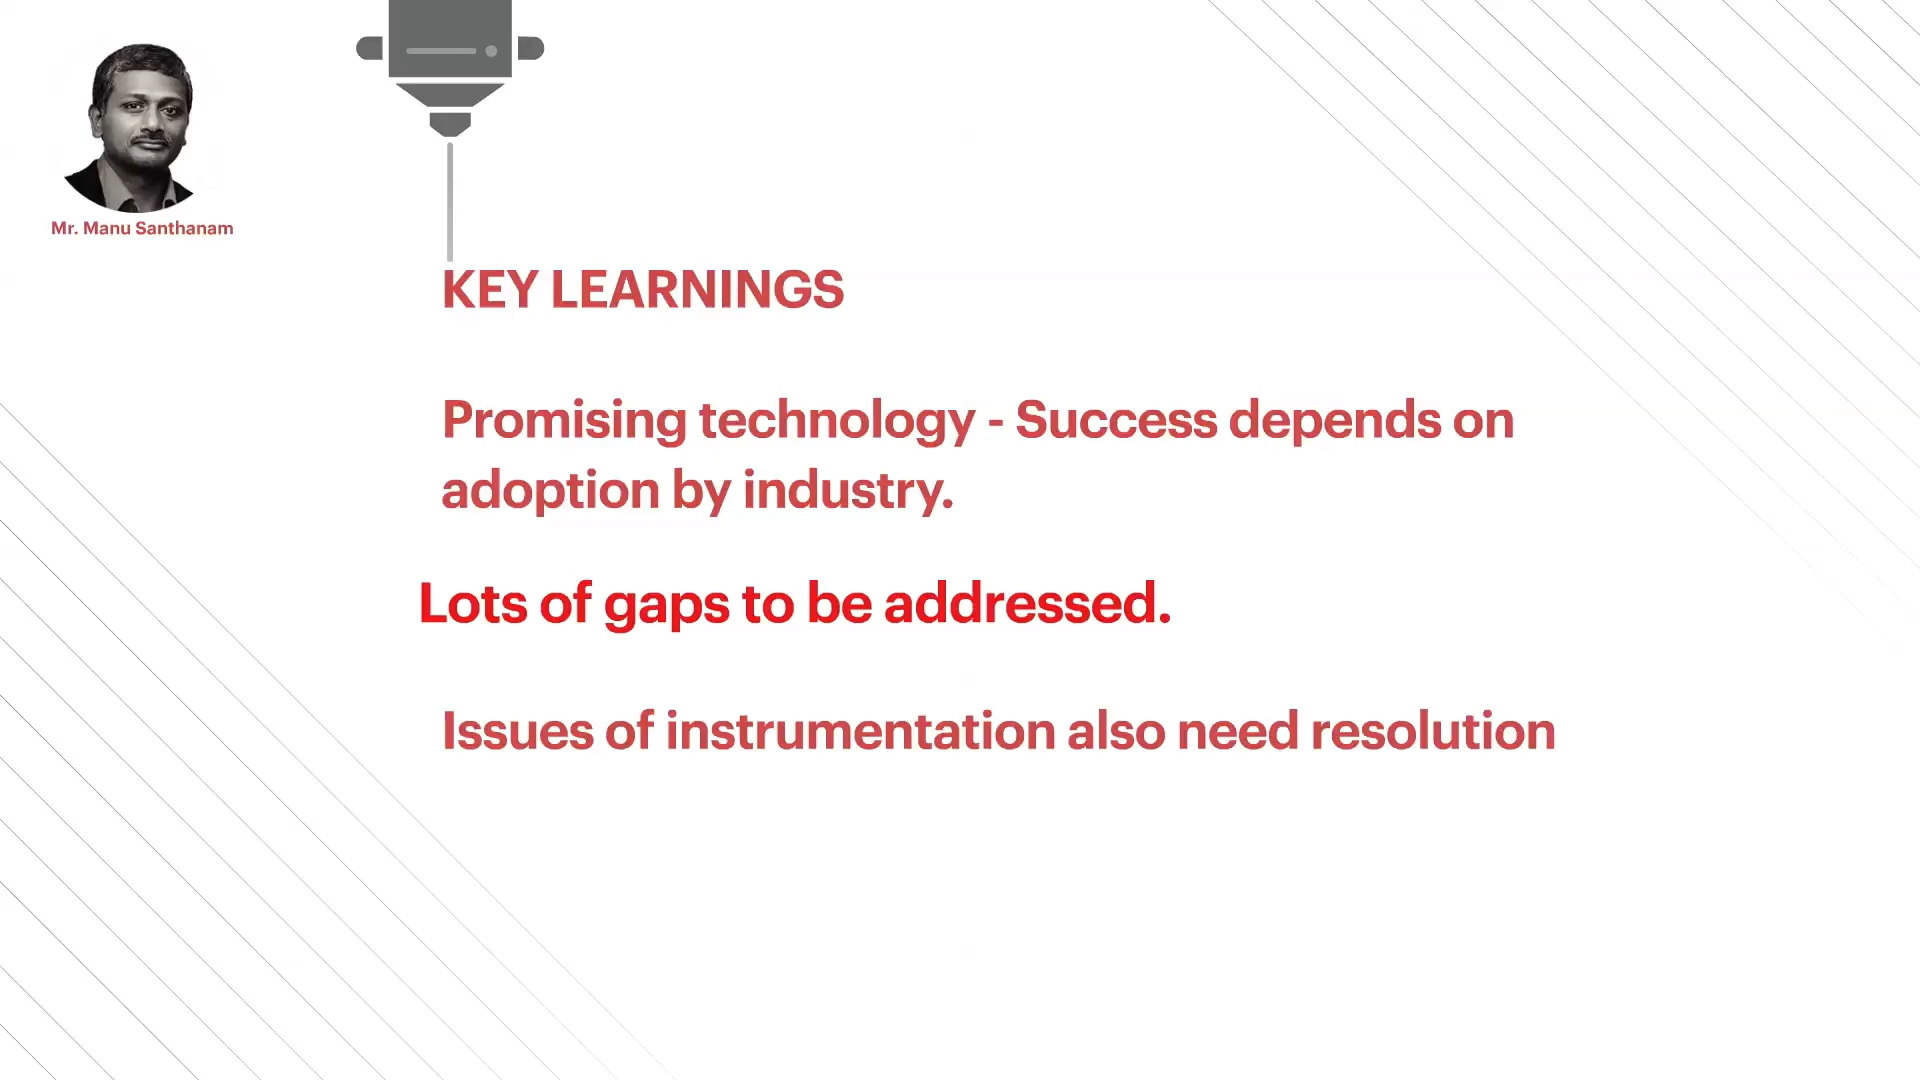 Mr. Manu Santhanam
KEY LEARNINGS
Promising technology - Success depends on
adoption by industry.
Lots of gaps to be addressed.
Issues of instrumentation also need resolution